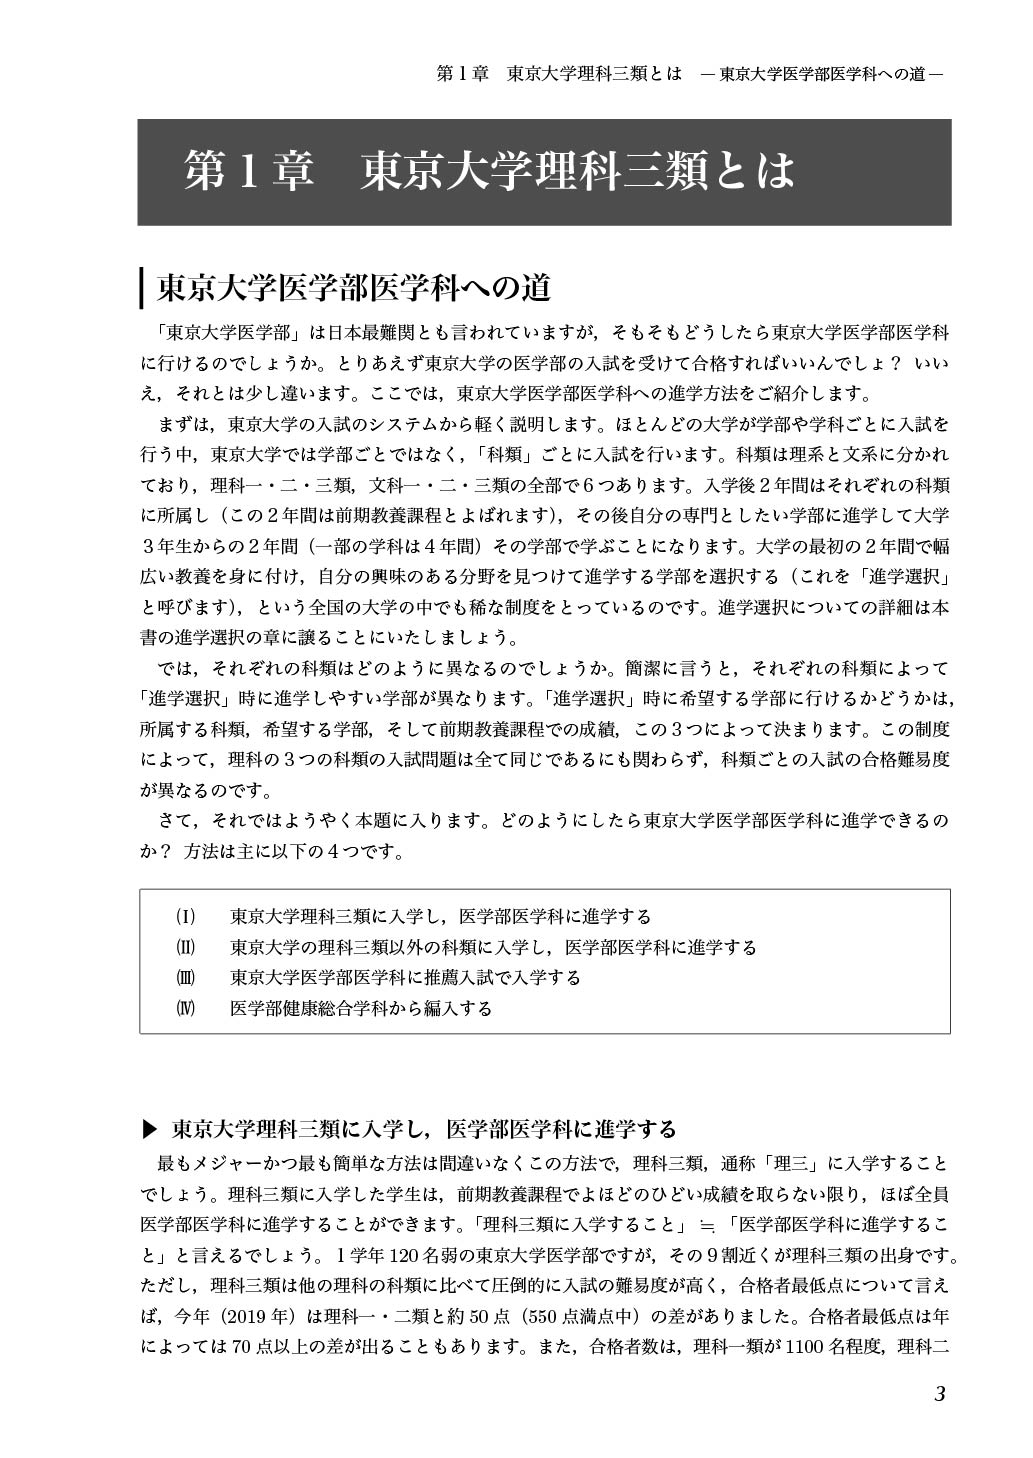 第1章　東京大学理科三類とは　― 東京大学医学部医学科への道 ―
第1章　東京大学理科三類とは
東京大学医学部医学科への道
「東京大学医学部」は日本最難関とも言われていますが，そもそもどうしたら東京大学医学部医学科
に行けるのでしょうか。とりあえず東京大学の医学部の入試を受けて合格すればいいんでしょ？ いい
え，それとは少し違います。ここでは，東京大学医学部医学科への進学方法をご紹介します。
まずは，東京大学の入試のシステムから軽く説明します。ほとんどの大学が学部や学科ごとに入試を
行う中，東京大学では学部ごとではなく，「科類」ごとに入試を行います。科類は理系と文系に分かれ
ており，理科一・二・三類，文科一・二・三類の全部で6つあります。入学後2年間はそれぞれの科類
に所属し（この2年間は前期教養課程とよばれます），その後自分の専門としたい学部に進学して大学
3年生からの2年間（一部の学科は4年間）その学部で学ぶことになります。大学の最初の2年間で幅
広い教養を身に付け，自分の興味のある分野を見つけて進学する学部を選択する（これを「進学選択」
と呼びます），という全国の大学の中でも稀な制度をとっているのです。進学選択についての詳細は本
書の進学選択の章に譲ることにいたしましょう。
では，それぞれの科類はどのように異なるのでしょうか。簡潔に言うと，それぞれの科類によって
「進学選択」時に進学しやすい学部が異なります。「進学選択」時に希望する学部に行けるかどうかは，
所属する科類，希望する学部，そして前期教養課程での成績，この3つによって決まります。この制度
によって，理科の3つの科類の入試問題は全て同じであるにも関わらず，科類ごとの入試の合格難易度
が異なるのです。
さて，それではようやく本題に入ります。どのようにしたら東京大学医学部医学科に進学できるの
か？ 方法は主に以下の4つです。
(Ⅰ)　東京大学理科三類に入学し，医学部医学科に進学する
(Ⅱ)　東京大学の理科三類以外の科類に入学し，医学部医学科に進学する
(Ⅲ)　東京大学医学部医学科に推薦入試で入学する
(Ⅳ)　医学部健康総合学科から編入する
▶ 東京大学理科三類に入学し，医学部医学科に進学する
最もメジャーかつ最も簡単な方法は間違いなくこの方法で，理科三類，通称「理三」に入学すること
でしょう。理科三類に入学した学生は，前期教養課程でよほどのひどい成績を取らない限り，ほぼ全員
医学部医学科に進学することができます。「理科三類に入学すること」≒「医学部医学科に進学するこ
と」と言えるでしょう。1学年120名弱の東京大学医学部ですが，その9割近くが理科三類の出身です。
ただし，理科三類は他の理科の科類に比べて圧倒的に入試の難易度が高く，合格者最低点について言え
ば，今年（2019年）は理科一・二類と約50点（550点満点中）の差がありました。合格者最低点は年
によっては70点以上の差が出ることもあります。また，合格者数は，理科一類が1100名程度，理科二
3